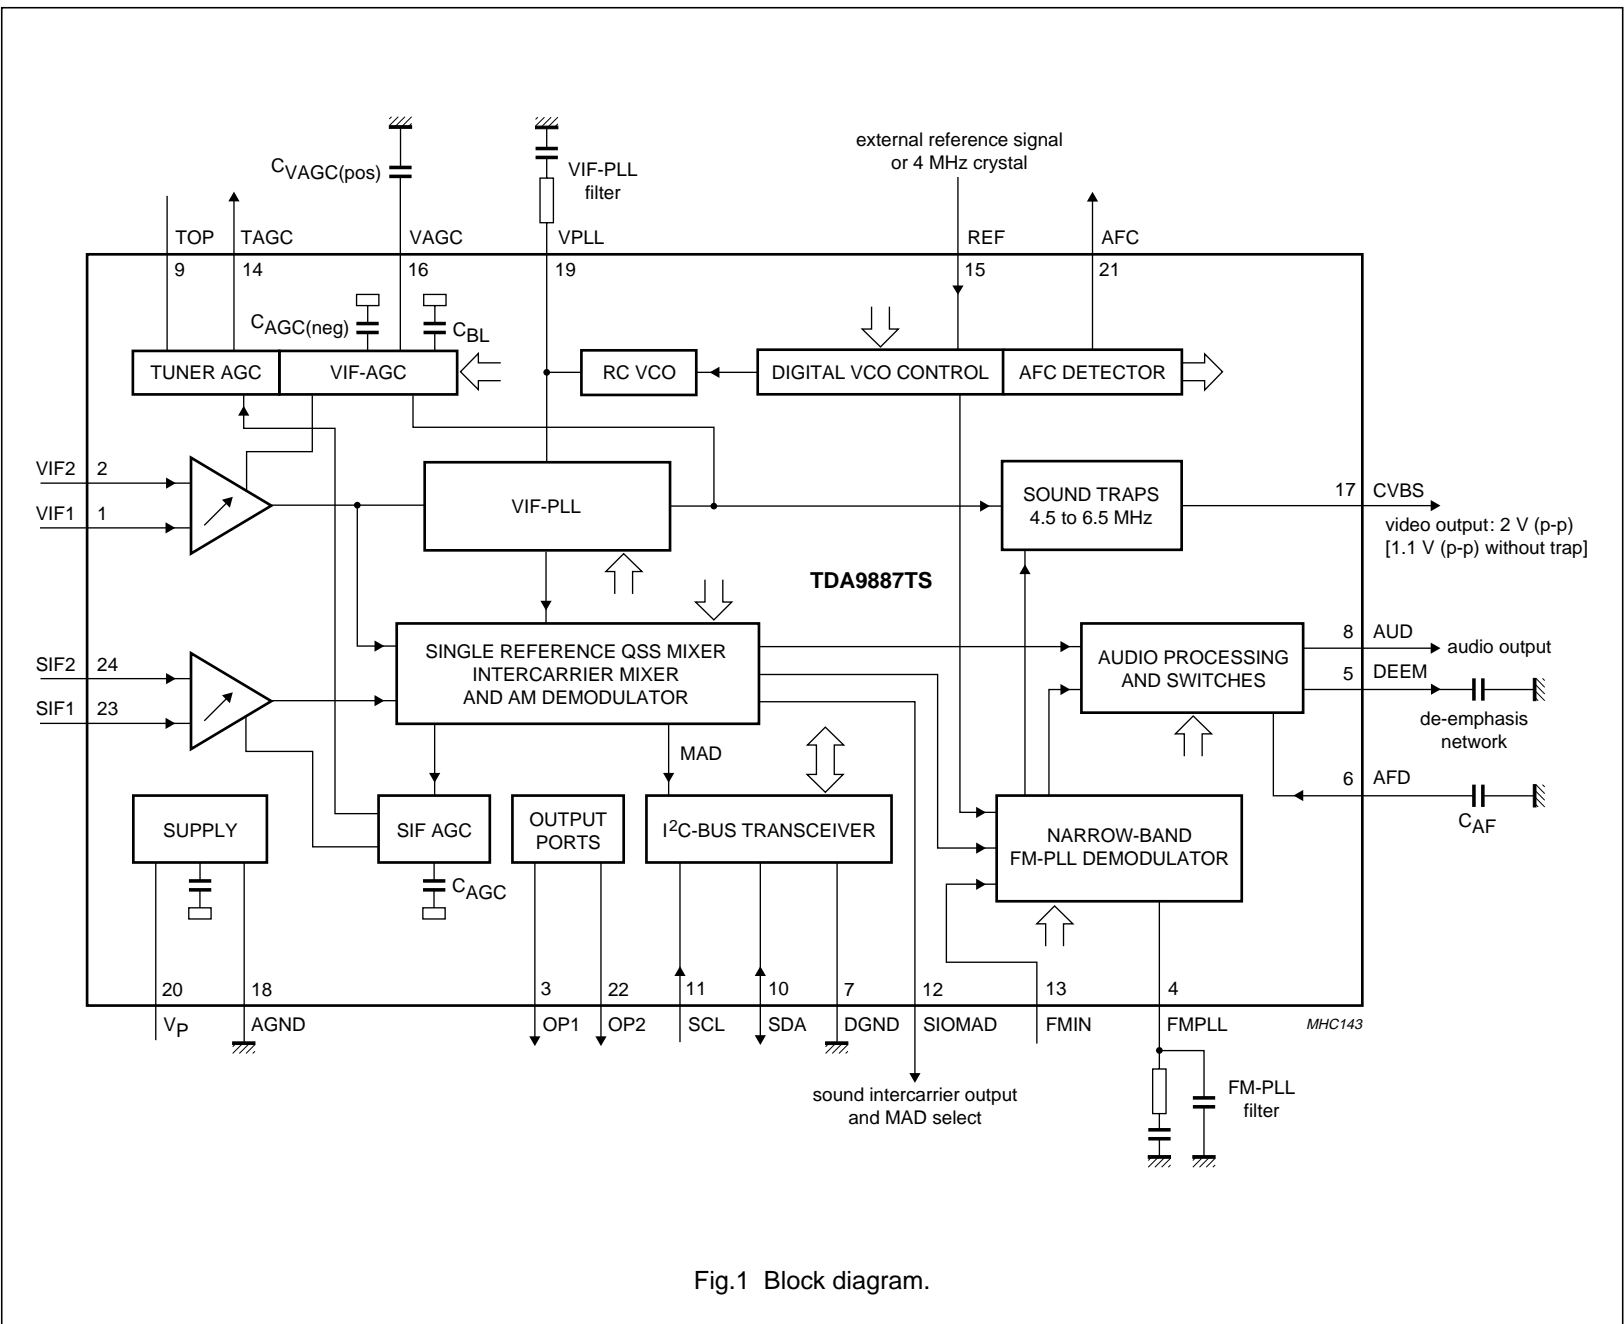 external reference signal
or 4 MHz crystal
CVAGC(pos)
VIF-PLL
filter
TOP TAGC VAGC VPLL REF AFC
9 14 16 19 15 21
CAGC(neg) CBL
TUNER AGC VIF-AGC RC VCO DIGITAL VCO CONTROL AFC DETECTOR
VIF2 2
VIF1 1
VIF-PLL
SOUND TRAPS
4.5 to 6.5 MHz
17 CVBS
video output: 2 V (p-p)
[1.1 V (p-p) without trap]
TDA9887TS
SIF2 24
SIF1 23
SINGLE REFERENCE QSS MIXER
INTERCARRIER MIXER
AND AM DEMODULATOR
AUDIO PROCESSING
AND SWITCHES
8 AUD
audio output
5 DEEM
de-emphasis
network
MAD
6 AFD
CAF
SUPPLY
SIF AGC
CAGC
OUTPUT
PORTS
I2C-BUS TRANSCEIVER
NARROW-BAND
FM-PLL DEMODULATOR
20 18 3 22 11 10 7 12 13 4
VP AGND OP1 OP2 SCL SDA DGND SIOMAD FMIN FMPLL
MHC143
sound intercarrier output
and MAD select
FM-PLL
filter
Fig.1 Block diagram.